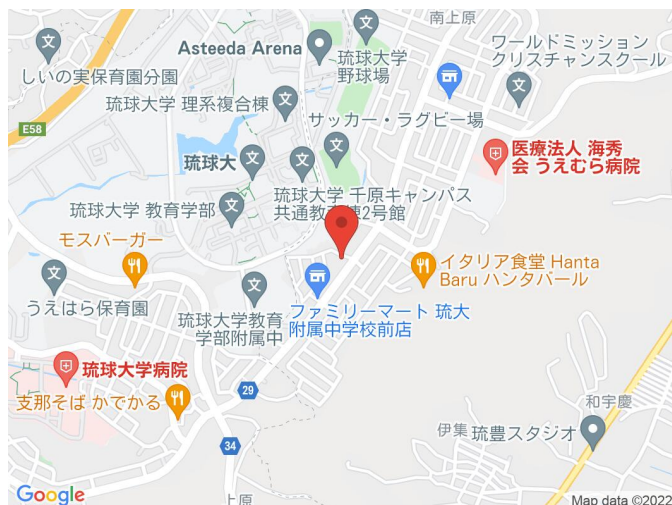 南上原
Asteeda Arena
琉球大学
野球場
ワールドミッション
クリスチャンスクール
しいの実保育園分園
琉球大学 理系複合棟
サッカー・ラグビー場
E58
医療法人 海秀
会 うえむら病院
琉球大
琉球大学 千原キャンパス
共通教育棟2号館
琉球大学 教育学部
モスバーガー
イタリア食堂 Hanta
Baru ハンタバール
うえはら保育園
ファミリーマート 琉大
附属中学校前店
琉球大学教育
学部附属中
琉球大学病院
29
支那そば かでかる
和宇慶
伊集
琉豊スタジオ
34
上原
Google
Map data ©2022